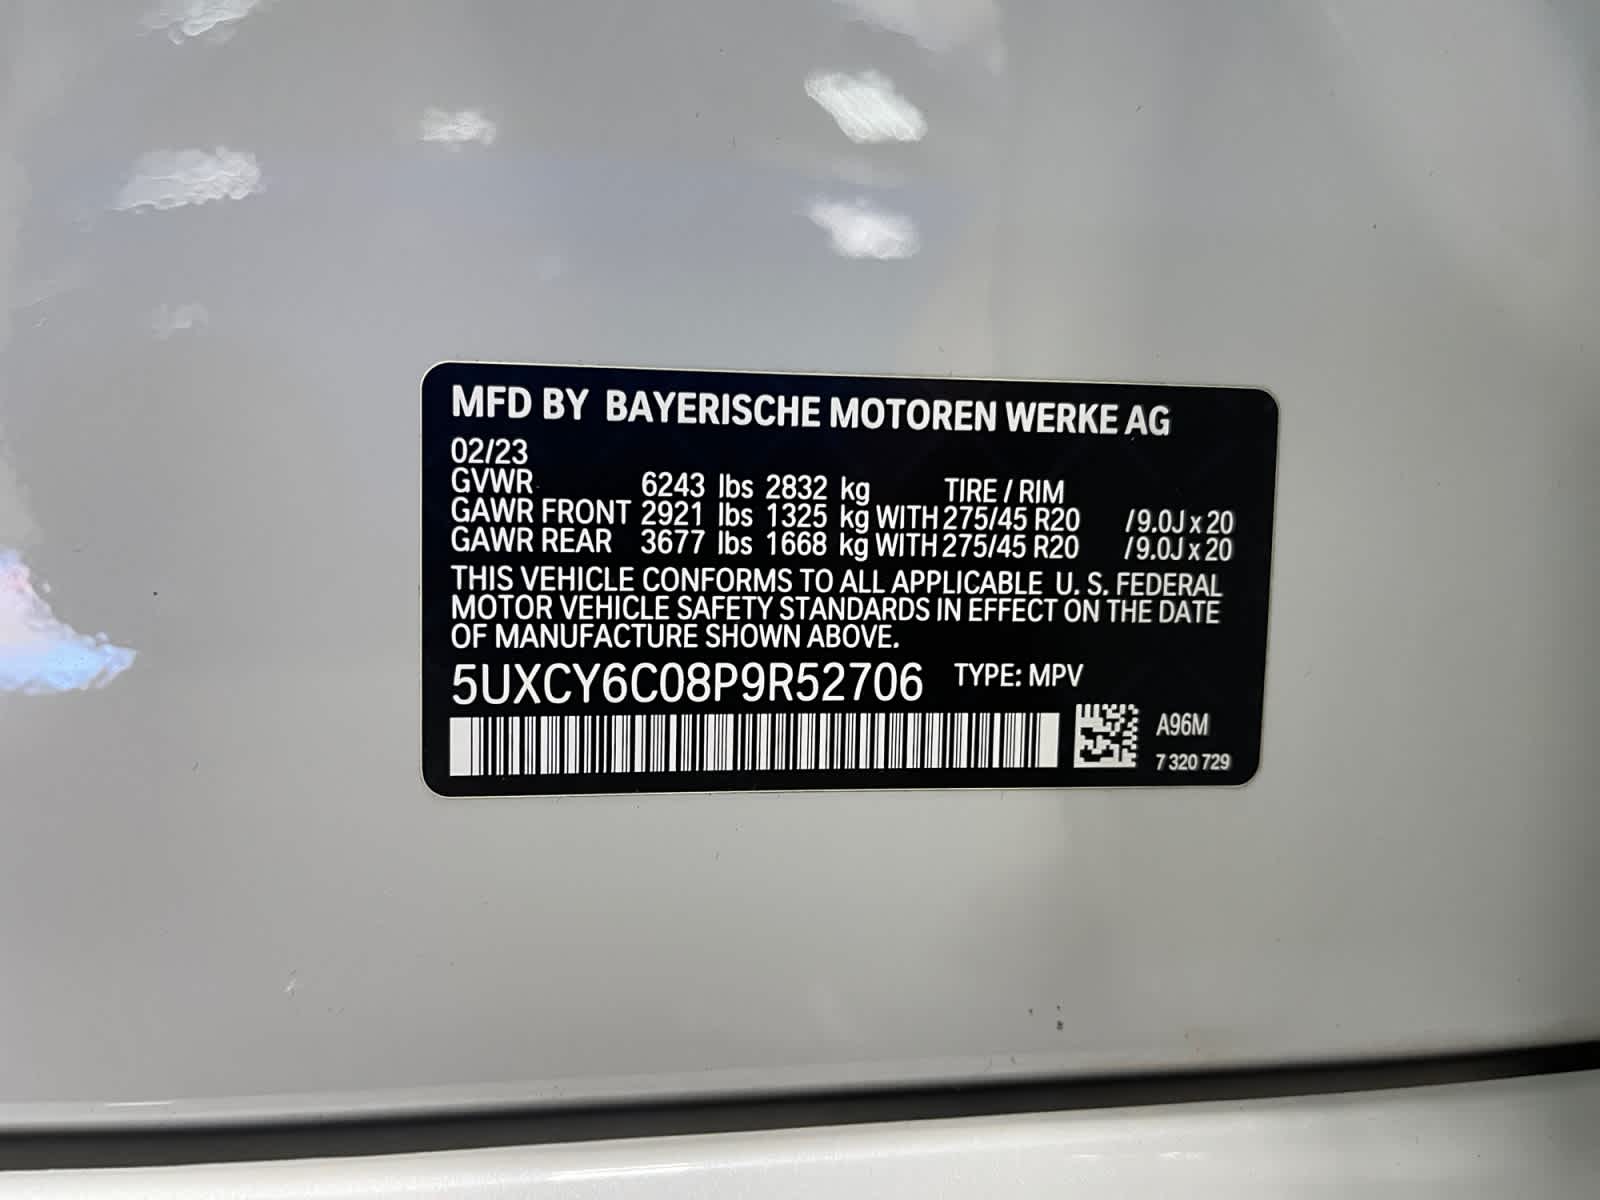 MFD BY BAYERISCHE MOTOREN WERKE AG
02/23
GVWR 6243 lbs 2832 kg TIRE / RIM
GAWR FRONT 2921 lbs 1325 kg WITH 275/45 R20 / 9.0J x 20
GAWR REAR 3677 lbs 1668 kg WITH 275/45 R20 / 9.0J x 20
THIS VEHICLE CONFORMS TO ALL APPLICABLE U. S. FEDERAL
MOTOR VEHICLE SAFETY STANDARDS IN EFFECT ON THE DATE
OF MANUFACTURE SHOWN ABOVE.
5UXCY6C08P9R52706 TYPE: MPV
A96M
7 320 729